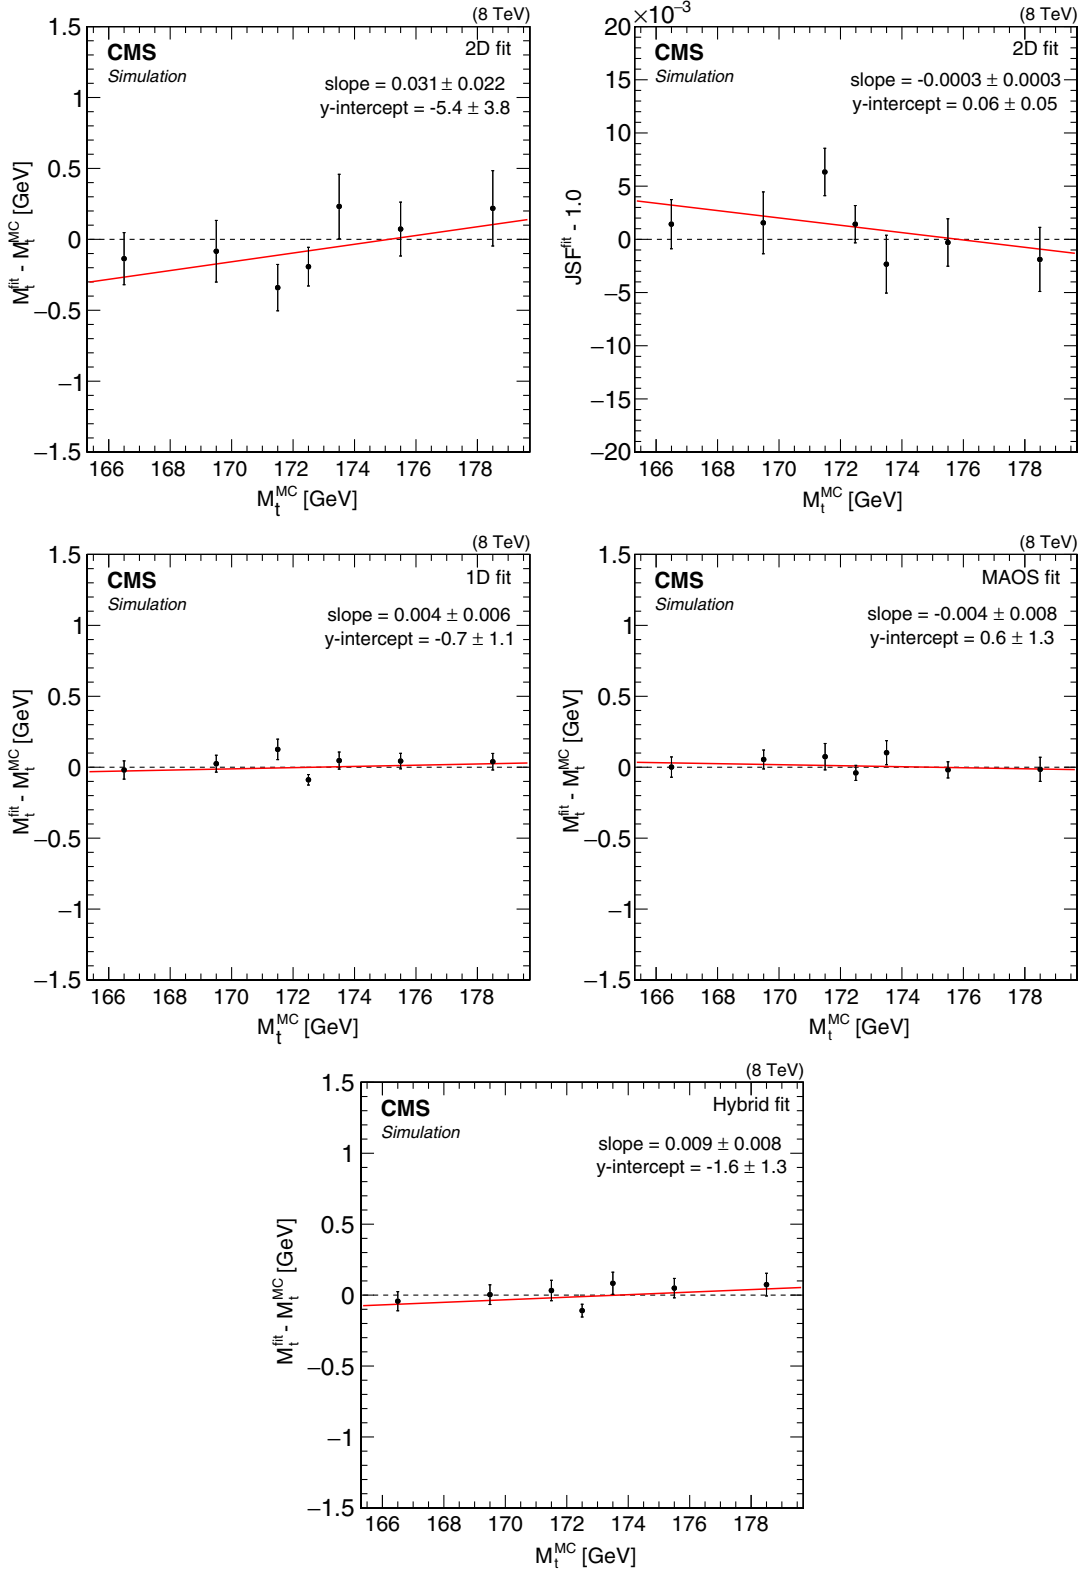 (8 TeV)
CMS
Simulation
2D fit
slope = 0.031 ± 0.022
y-intercept = -5.4 ± 3.8
1.5
1
0.5
0
−0.5
−1
−1.5
166 168 170 172 174 176 178
M_t^fit - M_t^MC [GeV]
M_t^MC [GeV]
×10⁻³
(8 TeV)
CMS
Simulation
2D fit
slope = -0.0003 ± 0.0003
y-intercept = 0.06 ± 0.05
20
15
10
5
0
−5
−10
−15
−20
166 168 170 172 174 176 178
JSF^fit - 1.0
M_t^MC [GeV]
(8 TeV)
CMS
Simulation
1D fit
slope = 0.004 ± 0.006
y-intercept = -0.7 ± 1.1
1.5
1
0.5
0
−0.5
−1
−1.5
166 168 170 172 174 176 178
M_t^fit - M_t^MC [GeV]
M_t^MC [GeV]
(8 TeV)
CMS
Simulation
MAOS fit
slope = -0.004 ± 0.008
y-intercept = 0.6 ± 1.3
1.5
1
0.5
0
−0.5
−1
−1.5
166 168 170 172 174 176 178
M_t^fit - M_t^MC [GeV]
M_t^MC [GeV]
(8 TeV)
CMS
Simulation
Hybrid fit
slope = 0.009 ± 0.008
y-intercept = -1.6 ± 1.3
1.5
1
0.5
0
−0.5
−1
−1.5
166 168 170 172 174 176 178
M_t^fit - M_t^MC [GeV]
M_t^MC [GeV]